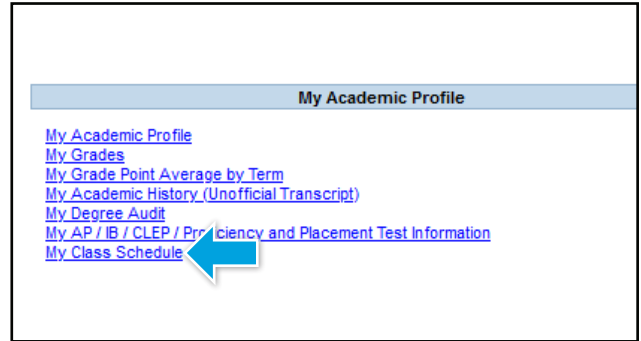 My Academic Profile
My Academic Profile
My Grades
My Grade Point Average by Term
My Academic History (Unofficial Transcript)
My Degree Audit
My AP / IB / CLEP / Proficiency and Placement Test Information
My Class Schedule